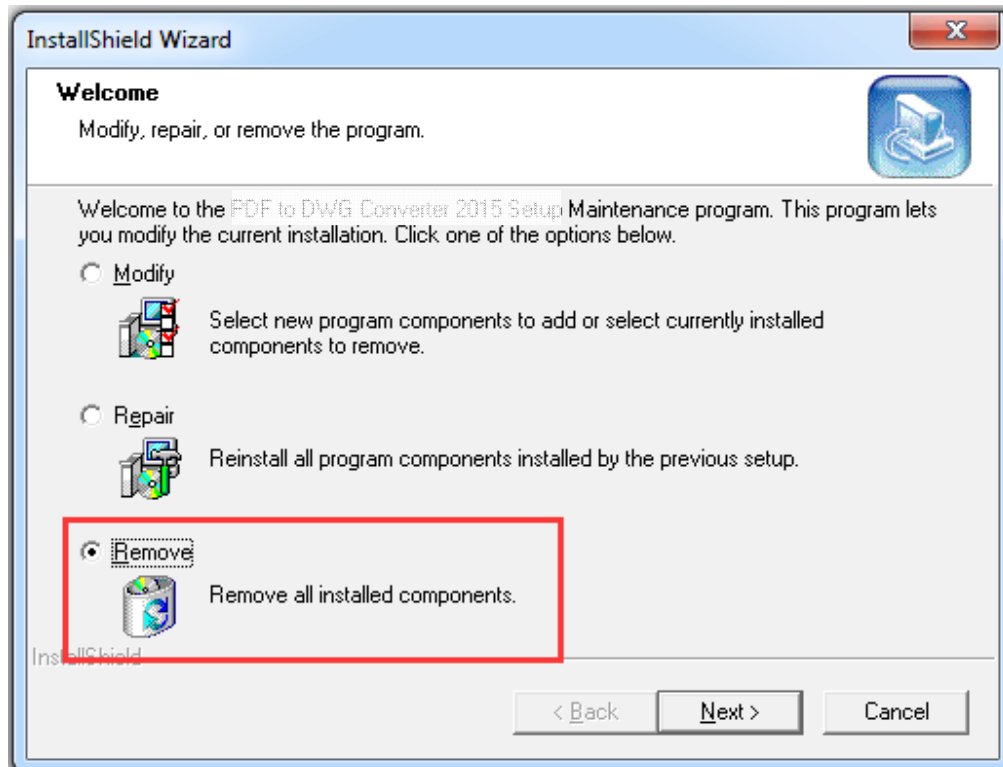 InstallShield Wizard
Welcome
Modify, repair, or remove the program.
Welcome to the PDF to DWG Converter 2015 Setup Maintenance program. This program lets
you modify the current installation. Click one of the options below.
Modify
Select new program components to add or select currently installed
components to remove.
Repair
Reinstall all program components installed by the previous setup.
Remove
Remove all installed components.
InstallShield
< Back Next > Cancel